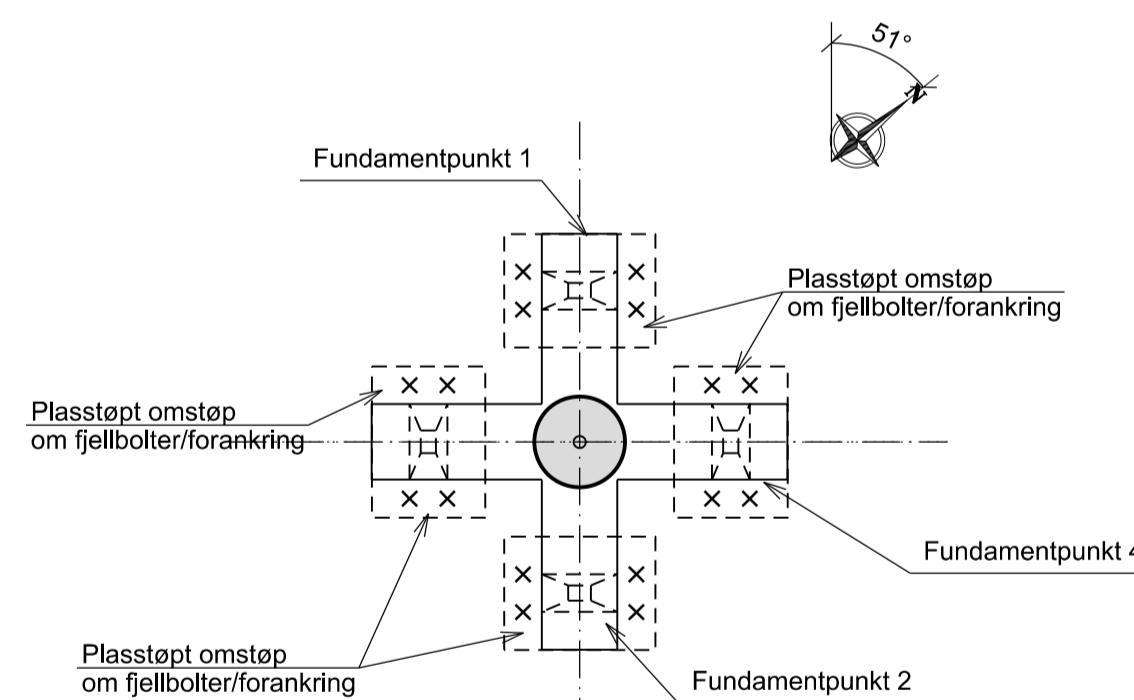 51°
N
Fundamentpunkt 1
Plasstøpt omstøp
om fjellbolter/forankring
Plasstøpt omstøp
om fjellbolter/forankring
Fundamentpunkt 4
Plasstøpt omstøp
om fjellbolter/forankring
Fundamentpunkt 2